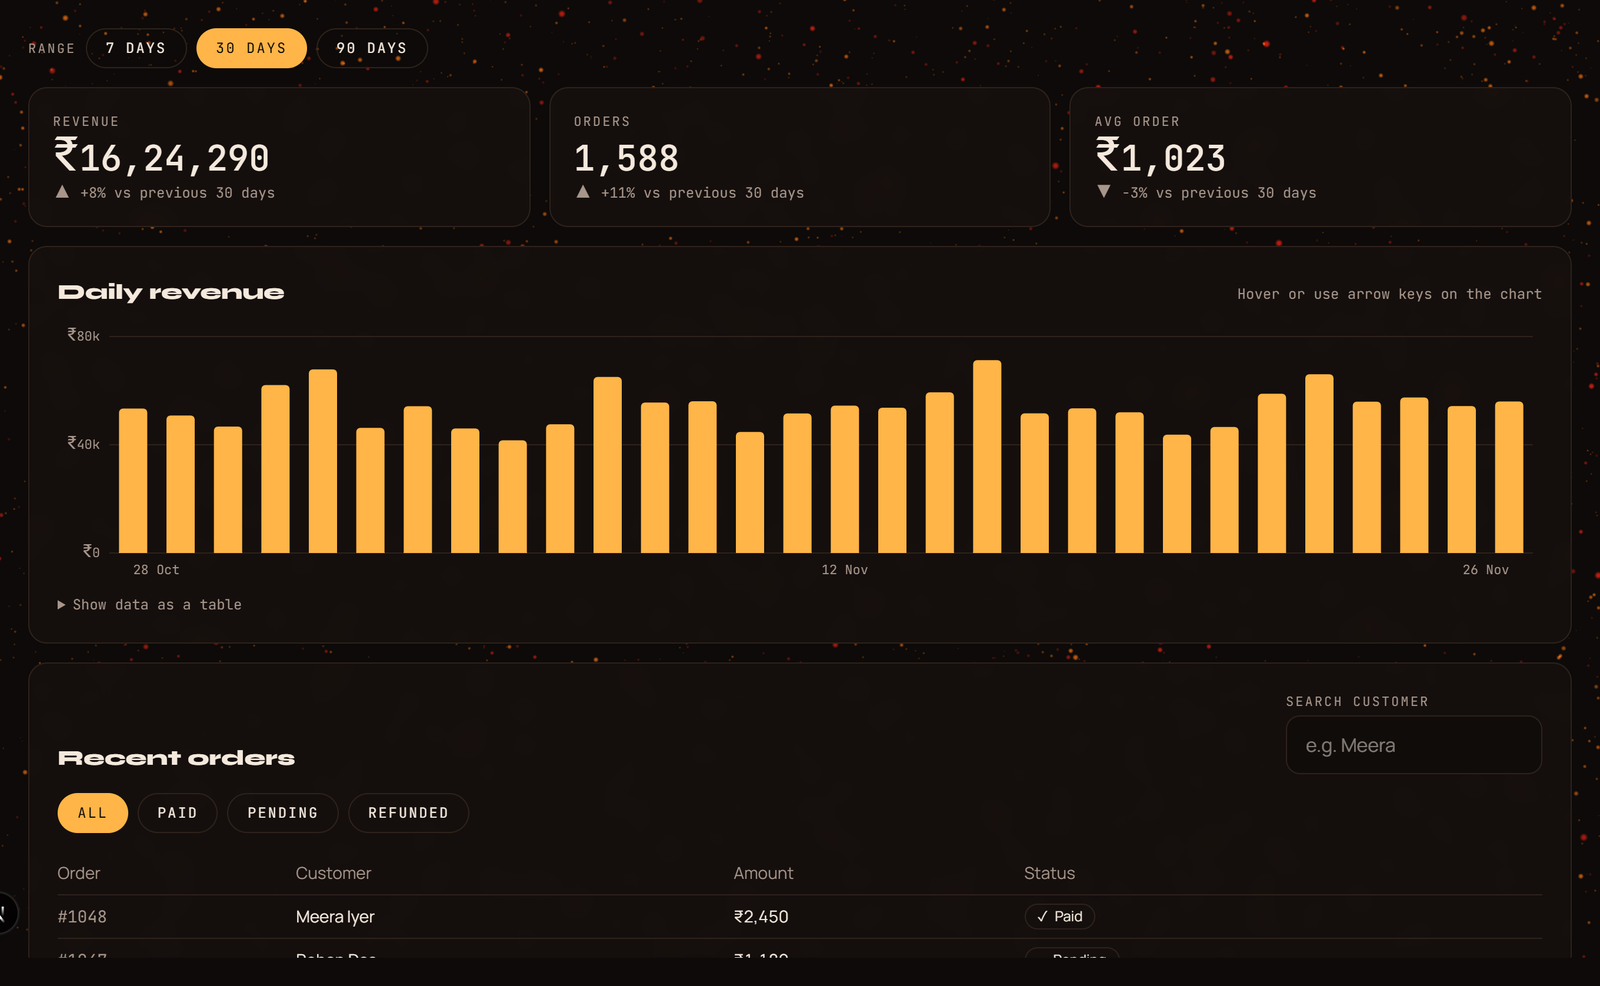 RANGE 7 DAYS 30 DAYS 90 DAYS
REVENUE
₹16,24,290
▲ +8% vs previous 30 days
ORDERS
1,588
▲ +11% vs previous 30 days
AVG ORDER
₹1,023
▼ -3% vs previous 30 days
Daily revenue
Hover or use arrow keys on the chart
₹80k
₹40k
₹0
28 Oct 12 Nov 26 Nov
▶ Show data as a table
SEARCH CUSTOMER
e.g. Meera
Recent orders
ALL PAID PENDING REFUNDED
Order Customer Amount Status
#1048 Meera Iyer ₹2,450 ✓ Paid
Pending